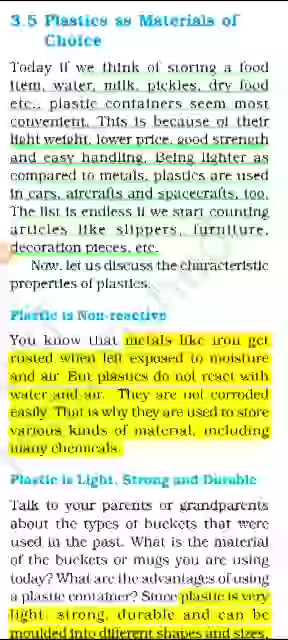 3.5 Plastics as Materials of
Choice
Today if we think of storing a food
item, water, milk, pickles, dry food
etc., plastic containers seem most
convenient. This is because of their
light weight, lower price, good strength
and easy handling. Being lighter as
compared to metals, plastics are used
in cars, aircrafts and spacecrafts, too.
The list is endless if we start counting
articles like slippers, furniture,
decoration pieces, etc.
Now, let us discuss the characteristic
properties of plastics.
Plastic is Non-reactive
You know that metals like iron get
rusted when left exposed to moisture
and air. But plastics do not react with
water and air. They are not corroded
easily. That is why they are used to store
various kinds of material, including
many chemicals.
Plastic is Light, Strong and Durable
Talk to your parents or grandparents
about the types of buckets that were
used in the past. What is the material
of the buckets or mugs you are using
today? What are the advantages of using
a plastic container? Since plastic is very
light, strong, durable and can be
moulded into different shapes and sizes,